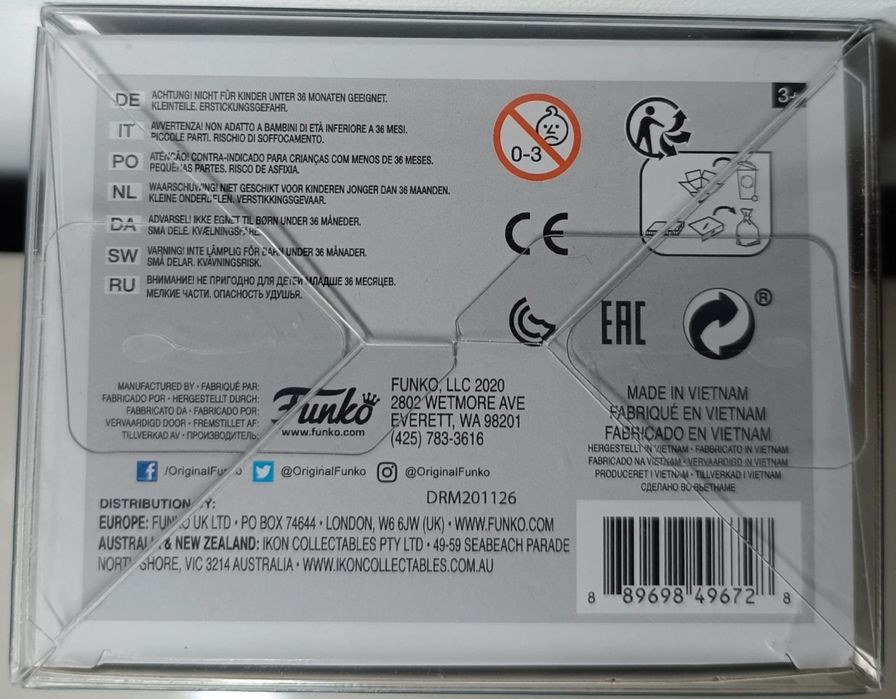 DE ACHTUNG! NICHT FÜR KINDER UNTER 36 MONATEN GEEIGNET.
KLEINTEILE. ERSTICKUNGSGEFAHR.
IT AVVERTENZA! NON ADATTO A BAMBINI DI ETÀ INFERIORE A 36 MESI.
PICCOLE PARTI. RISCHIO DI SOFFOCAMENTO.
PO ATENÇÃO! CONTRA-INDICADO PARA CRIANÇAS COM MENOS DE 36 MESES.
PEQUENAS PARTES. RISCO DE ASFIXIA.
NL WAARSCHUWING! NIET GESCHIKT VOOR KINDEREN JONGER DAN 36 MAANDEN.
KLEINE ONDERDELEN. VERSTIKKINGSGEVAAR.
DA ADVARSEL! IKKE EGNET TIL BØRN UNDER 36 MÅNEDER.
SMÅ DELE. KVÆLNINGSFARE.
SW VARNING! INTE LÄMPLIG FÖR BARN UNDER 36 MÅNADER.
SMÅ DELAR. KVÄVNINGSRISK.
RU ВНИМАНИЕ! НЕ ПРИГОДНО ДЛЯ ДЕТЕЙ МЛАДШЕ 36 МЕСЯЦЕВ.
МЕЛКИЕ ЧАСТИ. ОПАСНОСТЬ УДУШЬЯ.
0-3
3+
CE
EAC
®
MANUFACTURED BY • FABRIQUÉ PAR:
FABRICADO POR • HERGESTELLT DURCH:
FABBRICATO DA • FABRICADO POR:
VERVAARDIGD DOOR • FREMSTILLET AF:
TILLVERKAD AV • ПРОИЗВОДИТЕЛЬ:
Funko
www.funko.com
FUNKO, LLC 2020
2802 WETMORE AVE
EVERETT, WA 98201
(425) 783-3616
MADE IN VIETNAM
FABRIQUÉ EN VIETNAM
FABRICADO EN VIETNAM
HERGESTELLT IN VIETNAM • FABBRICATO IN VIETNAM
FABRICADO NA VIETNAM • VERVAARDIGD IN VIETNAM
PRODUCERET I VIETNAM • TILLVERKAD I VIETNAM
СДЕЛАНО ВО ВЬЕТНАМЕ
/OriginalFunko @OriginalFunko @OriginalFunko
DRM201126
DISTRIBUTION BY:
EUROPE: FUNKO UK LTD • PO BOX 74644 • LONDON, W6 6JW (UK) • WWW.FUNKO.COM
AUSTRALIA & NEW ZEALAND: IKON COLLECTABLES PTY LTD • 49-59 SEABEACH PARADE
NORTH SHORE, VIC 3214 AUSTRALIA • WWW.IKONCOLLECTABLES.COM.AU
8 89698 49672 8